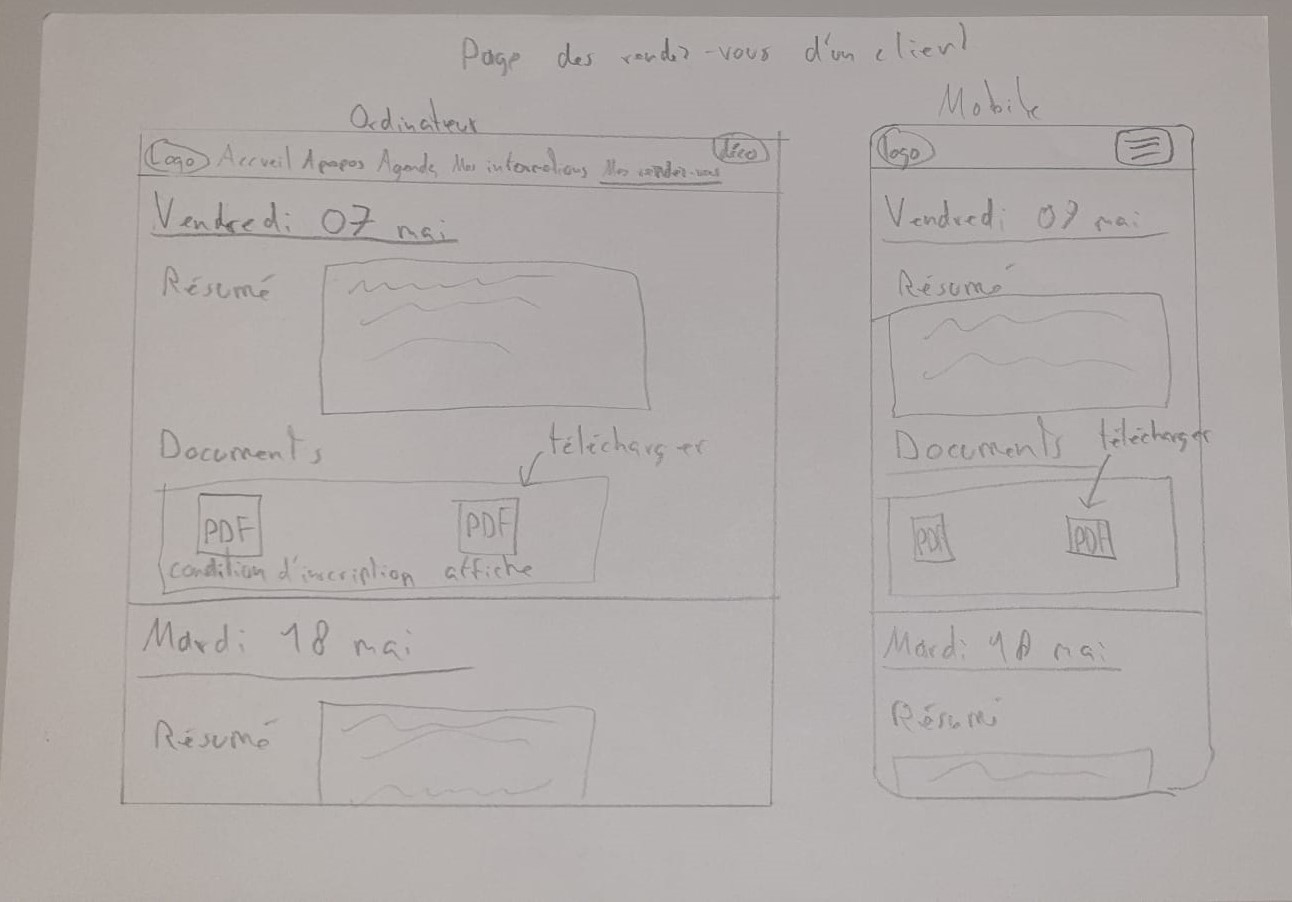 Page des rendez-vous d'un client
Ordinateur
Logo Accueil Apropos Agenda Mes interventions Mes rendez-vous déco
Vendredi 07 mai
Résumé
Documents
télécharger
PDF PDF
condition d'inscription affiche
Mardi 18 mai
Résumé
Mobile
logo
Vendredi 07 mai
Résumé
Documents
télécharger
PDF PDF
Mardi 18 mai
Résumé